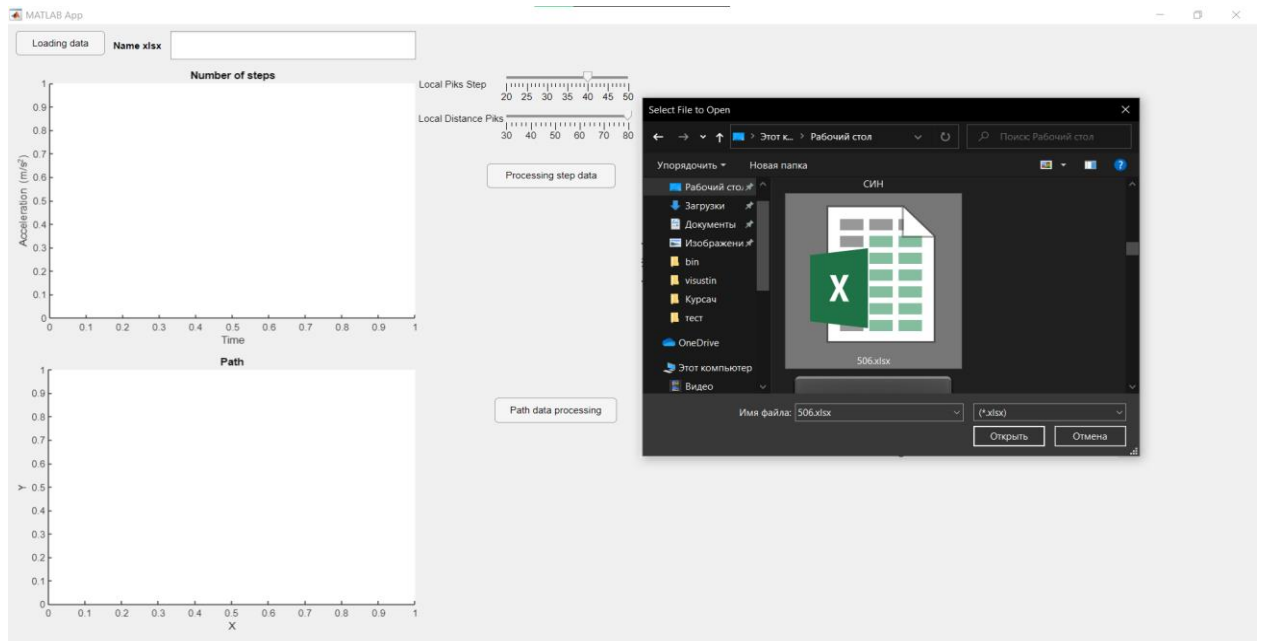 MATLAB App
Loading data
Name xlsx
Number of steps
1
0.9
0.8
0.7
0.6
0.5
0.4
0.3
0.2
0.1
0
Acceleration (m/s²)
0 0.1 0.2 0.3 0.4 0.5 0.6 0.7 0.8 0.9 1
Time
Local Piks Step
20 25 30 35 40 45 50
Local Distance Piks
30 40 50 60 70 80
Processing step data
Path
1
0.9
0.8
0.7
0.6
0.5
0.4
0.3
0.2
0.1
0
Y
0 0.1 0.2 0.3 0.4 0.5 0.6 0.7 0.8 0.9 1
X
Path data processing
Select File to Open
Этот к... > Рабочий стол
Поиск: Рабочий стол
Упорядочить
Новая папка
Рабочий сто
Загрузки
Документы
Изображени
bin
visustin
Курсач
тест
OneDrive
Этот компьютер
Видео
СИН
X
506.xlsx
Имя файла: 506.xlsx
(*.xlsx)
Открыть
Отмена